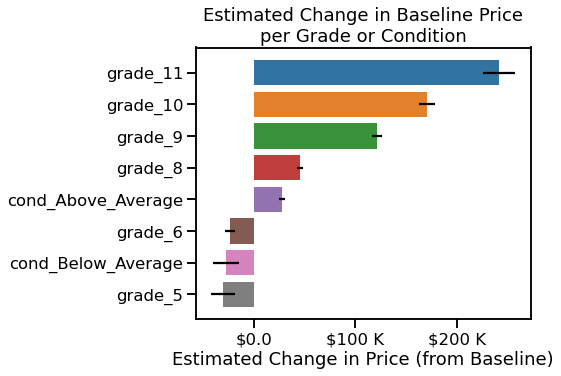 Estimated Change in Baseline Price
per Grade or Condition
grade_11
grade_10
grade_9
grade_8
cond_Above_Average
grade_6
cond_Below_Average
grade_5
$0.0 $100 K $200 K
Estimated Change in Price (from Baseline)